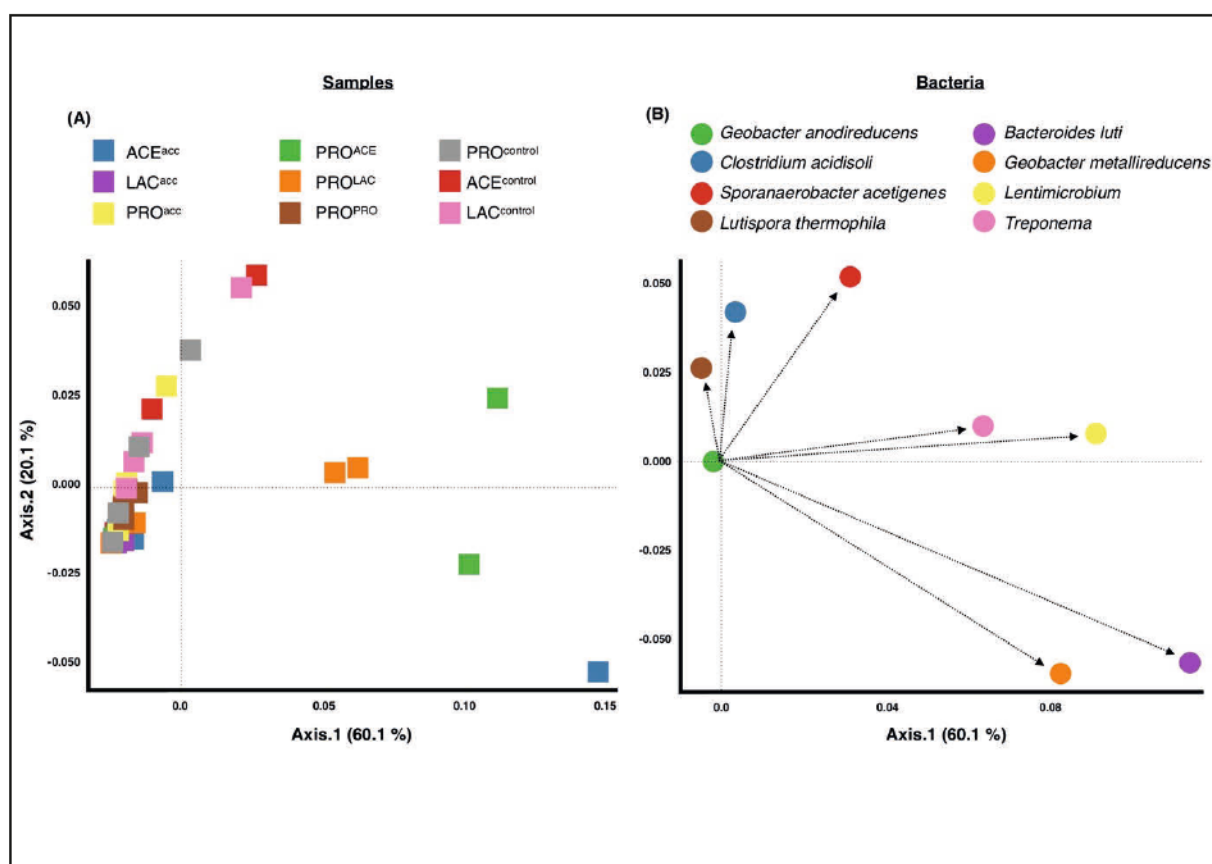 Samples
Bacteria
(A)
ACEacc
PROACE
PROcontrol
LACacc
PROLAC
ACEcontrol
PROacc
PROPRO
LACcontrol
0.050
0.025
0.000
-0.025
-0.050
Axis.2 (20.1 %)
0.0 0.05 0.10 0.15
Axis.1 (60.1 %)
(B)
Geobacter anodireducens
Bacteroides luti
Clostridium acidisoli
Geobacter metallireducens
Sporanaerobacter acetigenes
Lentimicrobium
Lutispora thermophila
Treponema
0.050
0.025
0.000
-0.025
-0.050
0.0 0.04 0.08
Axis.1 (60.1 %)